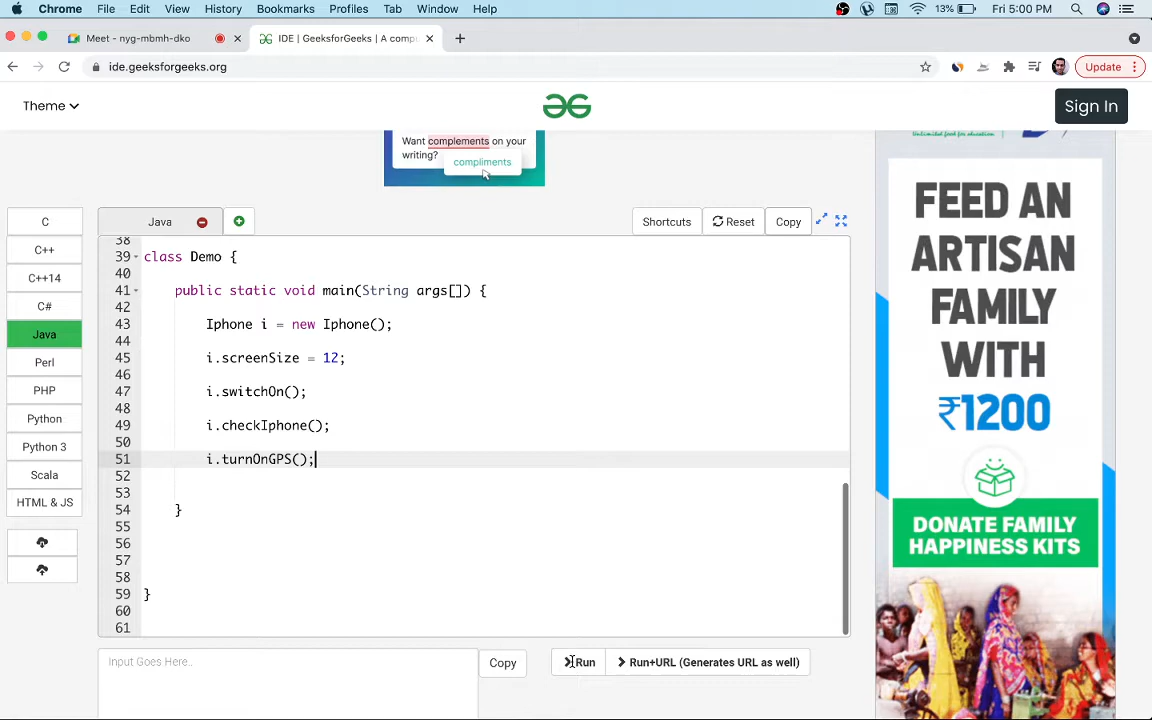 Chrome File Edit View History Bookmarks Profiles Tab Window Help 13% Fri 5:00 PM
Meet - nyg-mbmh-dko
IDE | GeeksforGeeks | A comp
ide.geeksforgeeks.org
Update
Theme
Sign In
Want complements on your
writing?
compliments
FEED AN
ARTISAN
FAMILY
WITH
₹1200
DONATE FAMILY
HAPPINESS KITS
C
C++
C++14
C#
Java
Perl
PHP
Python
Python 3
Scala
HTML & JS
Java
Shortcuts
Reset
Copy
38
39 class Demo {
40
41 public static void main(String args[]) {
42
43 Iphone i = new Iphone();
44
45 i.screenSize = 12;
46
47 i.switchOn();
48
49 i.checkIphone();
50
51 i.turnOnGPS();
52
53
54 }
55
56
57
58
59 }
60
61
Input Goes Here..
Copy
Run
Run+URL (Generates URL as well)